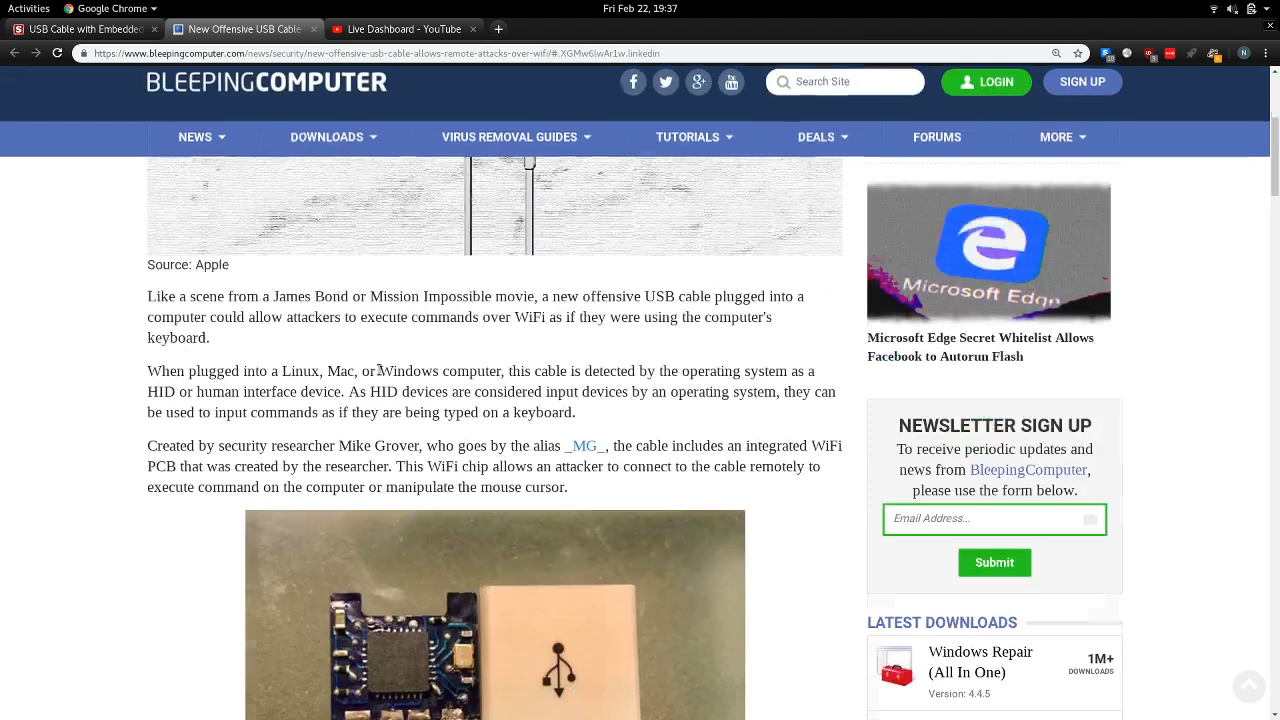 Activities Google Chrome Fri Feb 22, 19:37
USB Cable with Embedded
New Offensive USB Cable
Live Dashboard - YouTube
https://www.bleepingcomputer.com/news/security/new-offensive-usb-cable-allows-remote-attacks-over-wifi/#.XGMw6lwAr1w.linkedin
BLEEPINGCOMPUTER
Search Site
LOGIN
SIGN UP
NEWS
DOWNLOADS
VIRUS REMOVAL GUIDES
TUTORIALS
DEALS
FORUMS
MORE
Source: Apple
Like a scene from a James Bond or Mission Impossible movie, a new offensive USB cable plugged into a
computer could allow attackers to execute commands over WiFi as if they were using the computer's
keyboard.
When plugged into a Linux, Mac, or Windows computer, this cable is detected by the operating system as a
HID or human interface device. As HID devices are considered input devices by an operating system, they can
be used to input commands as if they are being typed on a keyboard.
Created by security researcher Mike Grover, who goes by the alias _MG_, the cable includes an integrated WiFi
PCB that was created by the researcher. This WiFi chip allows an attacker to connect to the cable remotely to
execute command on the computer or manipulate the mouse cursor.
Microsoft Edge
Microsoft Edge Secret Whitelist Allows
Facebook to Autorun Flash
NEWSLETTER SIGN UP
To receive periodic updates and
news from BleepingComputer,
please use the form below.
Email Address...
Submit
LATEST DOWNLOADS
Windows Repair
(All In One)
Version: 4.4.5
1M+
DOWNLOADS